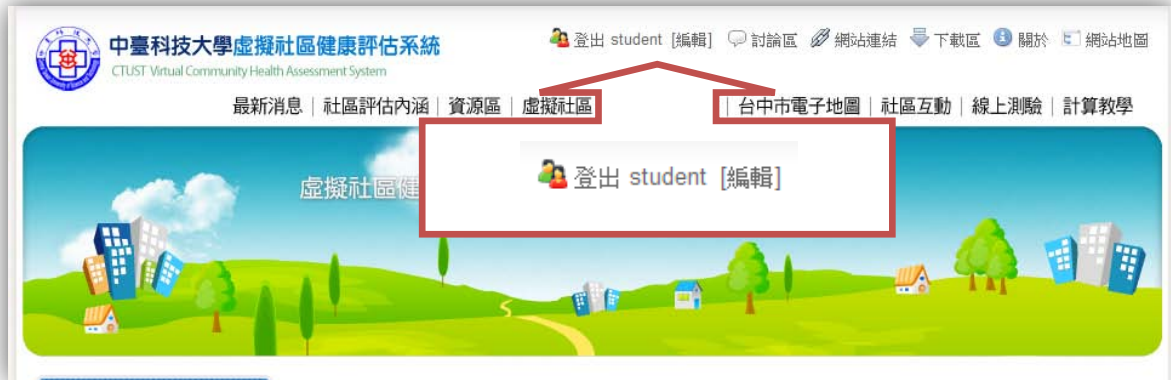 中臺科技大學虛擬社區健康評估系統
CTUST Virtual Community Health Assessment System
登出 student [編輯] 討論區 網站連結 下載區 關於 網站地圖
最新消息 | 社區評估內涵 | 資源區 | 虛擬社區 | 台中市電子地圖 | 社區互動 | 線上測驗 | 計算教學
虛擬社區健
登出 student [編輯]